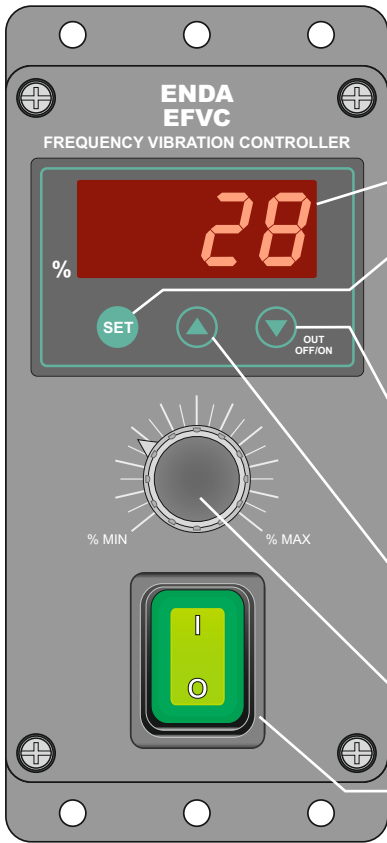 ENDA
EFVC
FREQUENCY VIBRATION CONTROLLER
28
%
SET
OUT
OFF/ON
% MIN
% MAX
I
O